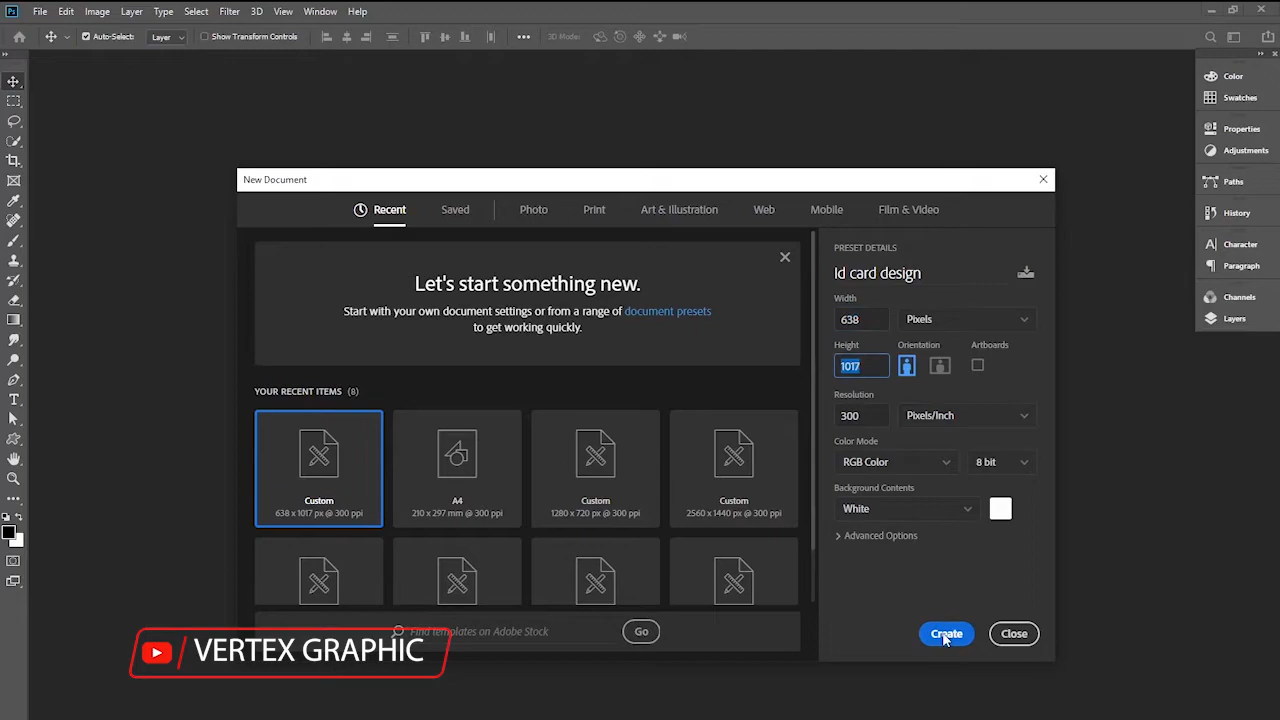 Ps File Edit Image Layer Type Select Filter 3D View Window Help
Auto-Select: Layer Show Transform Controls 3D Mode:
Color
Swatches
Properties
Adjustments
Paths
History
Character
Paragraph
Channels
Layers
New Document
Recent Saved Photo Print Art & Illustration Web Mobile Film & Video
Let's start something new.
Start with your own document settings or from a range of document presets
to get working quickly.
YOUR RECENT ITEMS (8)
Custom
638 x 1017 px @ 300 ppi
A4
210 x 297 mm @ 300 ppi
Custom
1280 x 720 px @ 300 ppi
Custom
2560 x 1440 px @ 300 ppi
Find templates on Adobe Stock Go
PRESET DETAILS
Id card design
Width
638 Pixels
Height Orientation Artboards
1017
Resolution
300 Pixels/Inch
Color Mode
RGB Color 8 bit
Background Contents
White
Advanced Options
Create Close
VERTEX GRAPHIC